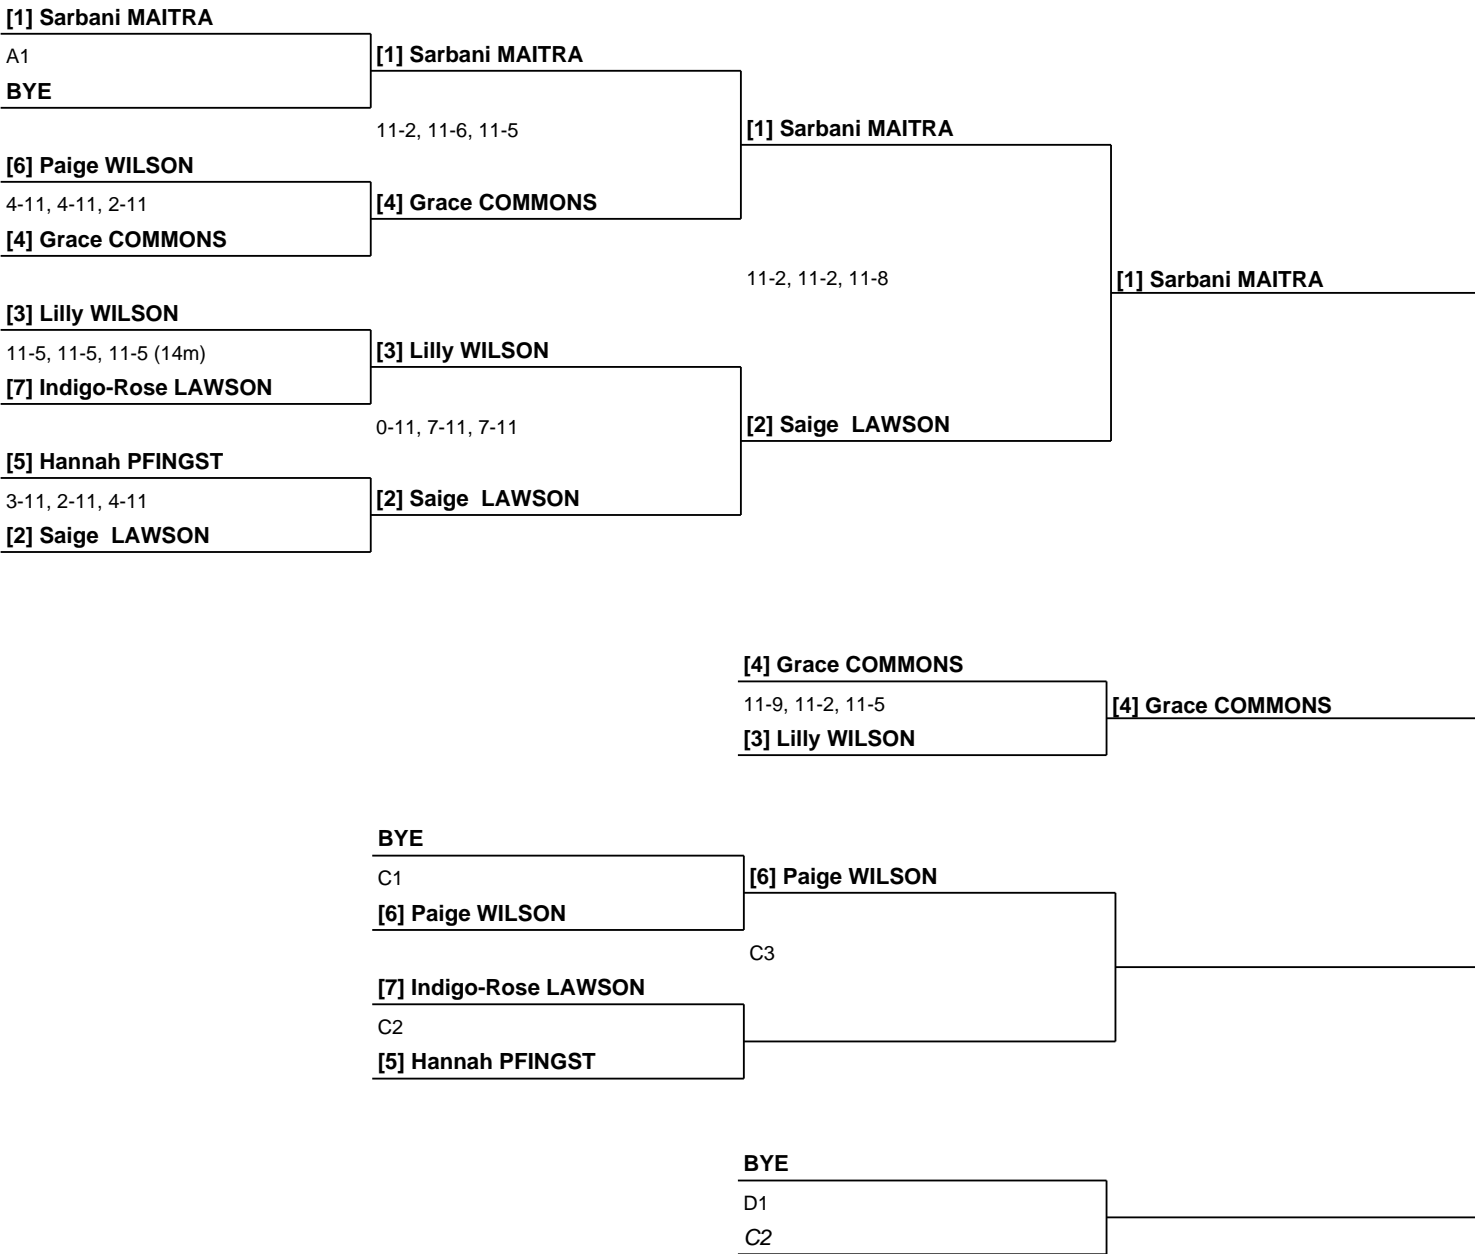 [1] Sarbani MAITRA
A1
BYE
[1] Sarbani MAITRA
11-2, 11-6, 11-5
[6] Paige WILSON
4-11, 4-11, 2-11
[4] Grace COMMONS
[4] Grace COMMONS
[1] Sarbani MAITRA
11-2, 11-2, 11-8
[1] Sarbani MAITRA
[3] Lilly WILSON
11-5, 11-5, 11-5 (14m)
[7] Indigo-Rose LAWSON
[3] Lilly WILSON
0-11, 7-11, 7-11
[2] Saige  LAWSON
[5] Hannah PFINGST
3-11, 2-11, 4-11
[2] Saige  LAWSON
[2] Saige  LAWSON
[4] Grace COMMONS
11-9, 11-2, 11-5
[3] Lilly WILSON
[4] Grace COMMONS
BYE
C1
[6] Paige WILSON
[6] Paige WILSON
C3
[7] Indigo-Rose LAWSON
C2
[5] Hannah PFINGST
BYE
D1
C2